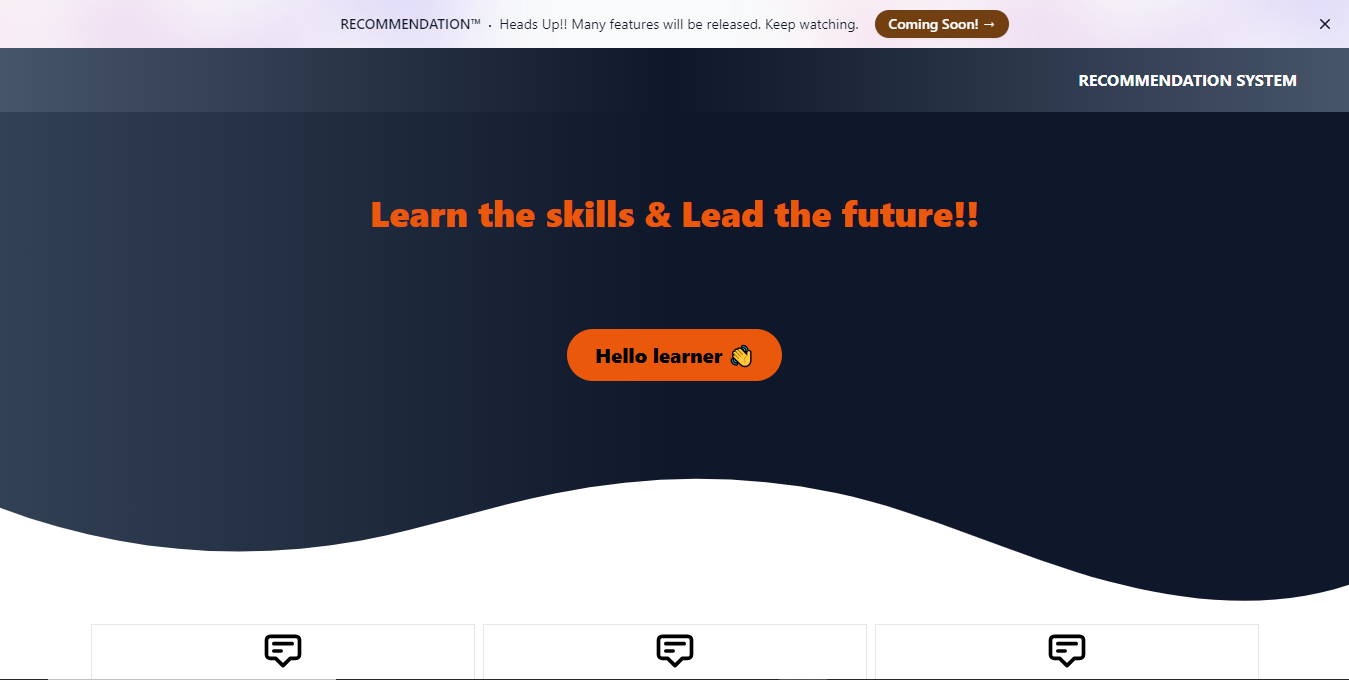 RECOMMENDATION™ · Heads Up!! Many features will be released. Keep watching. Coming Soon! →
RECOMMENDATION SYSTEM
Learn the skills & Lead the future!!
Hello learner 👋